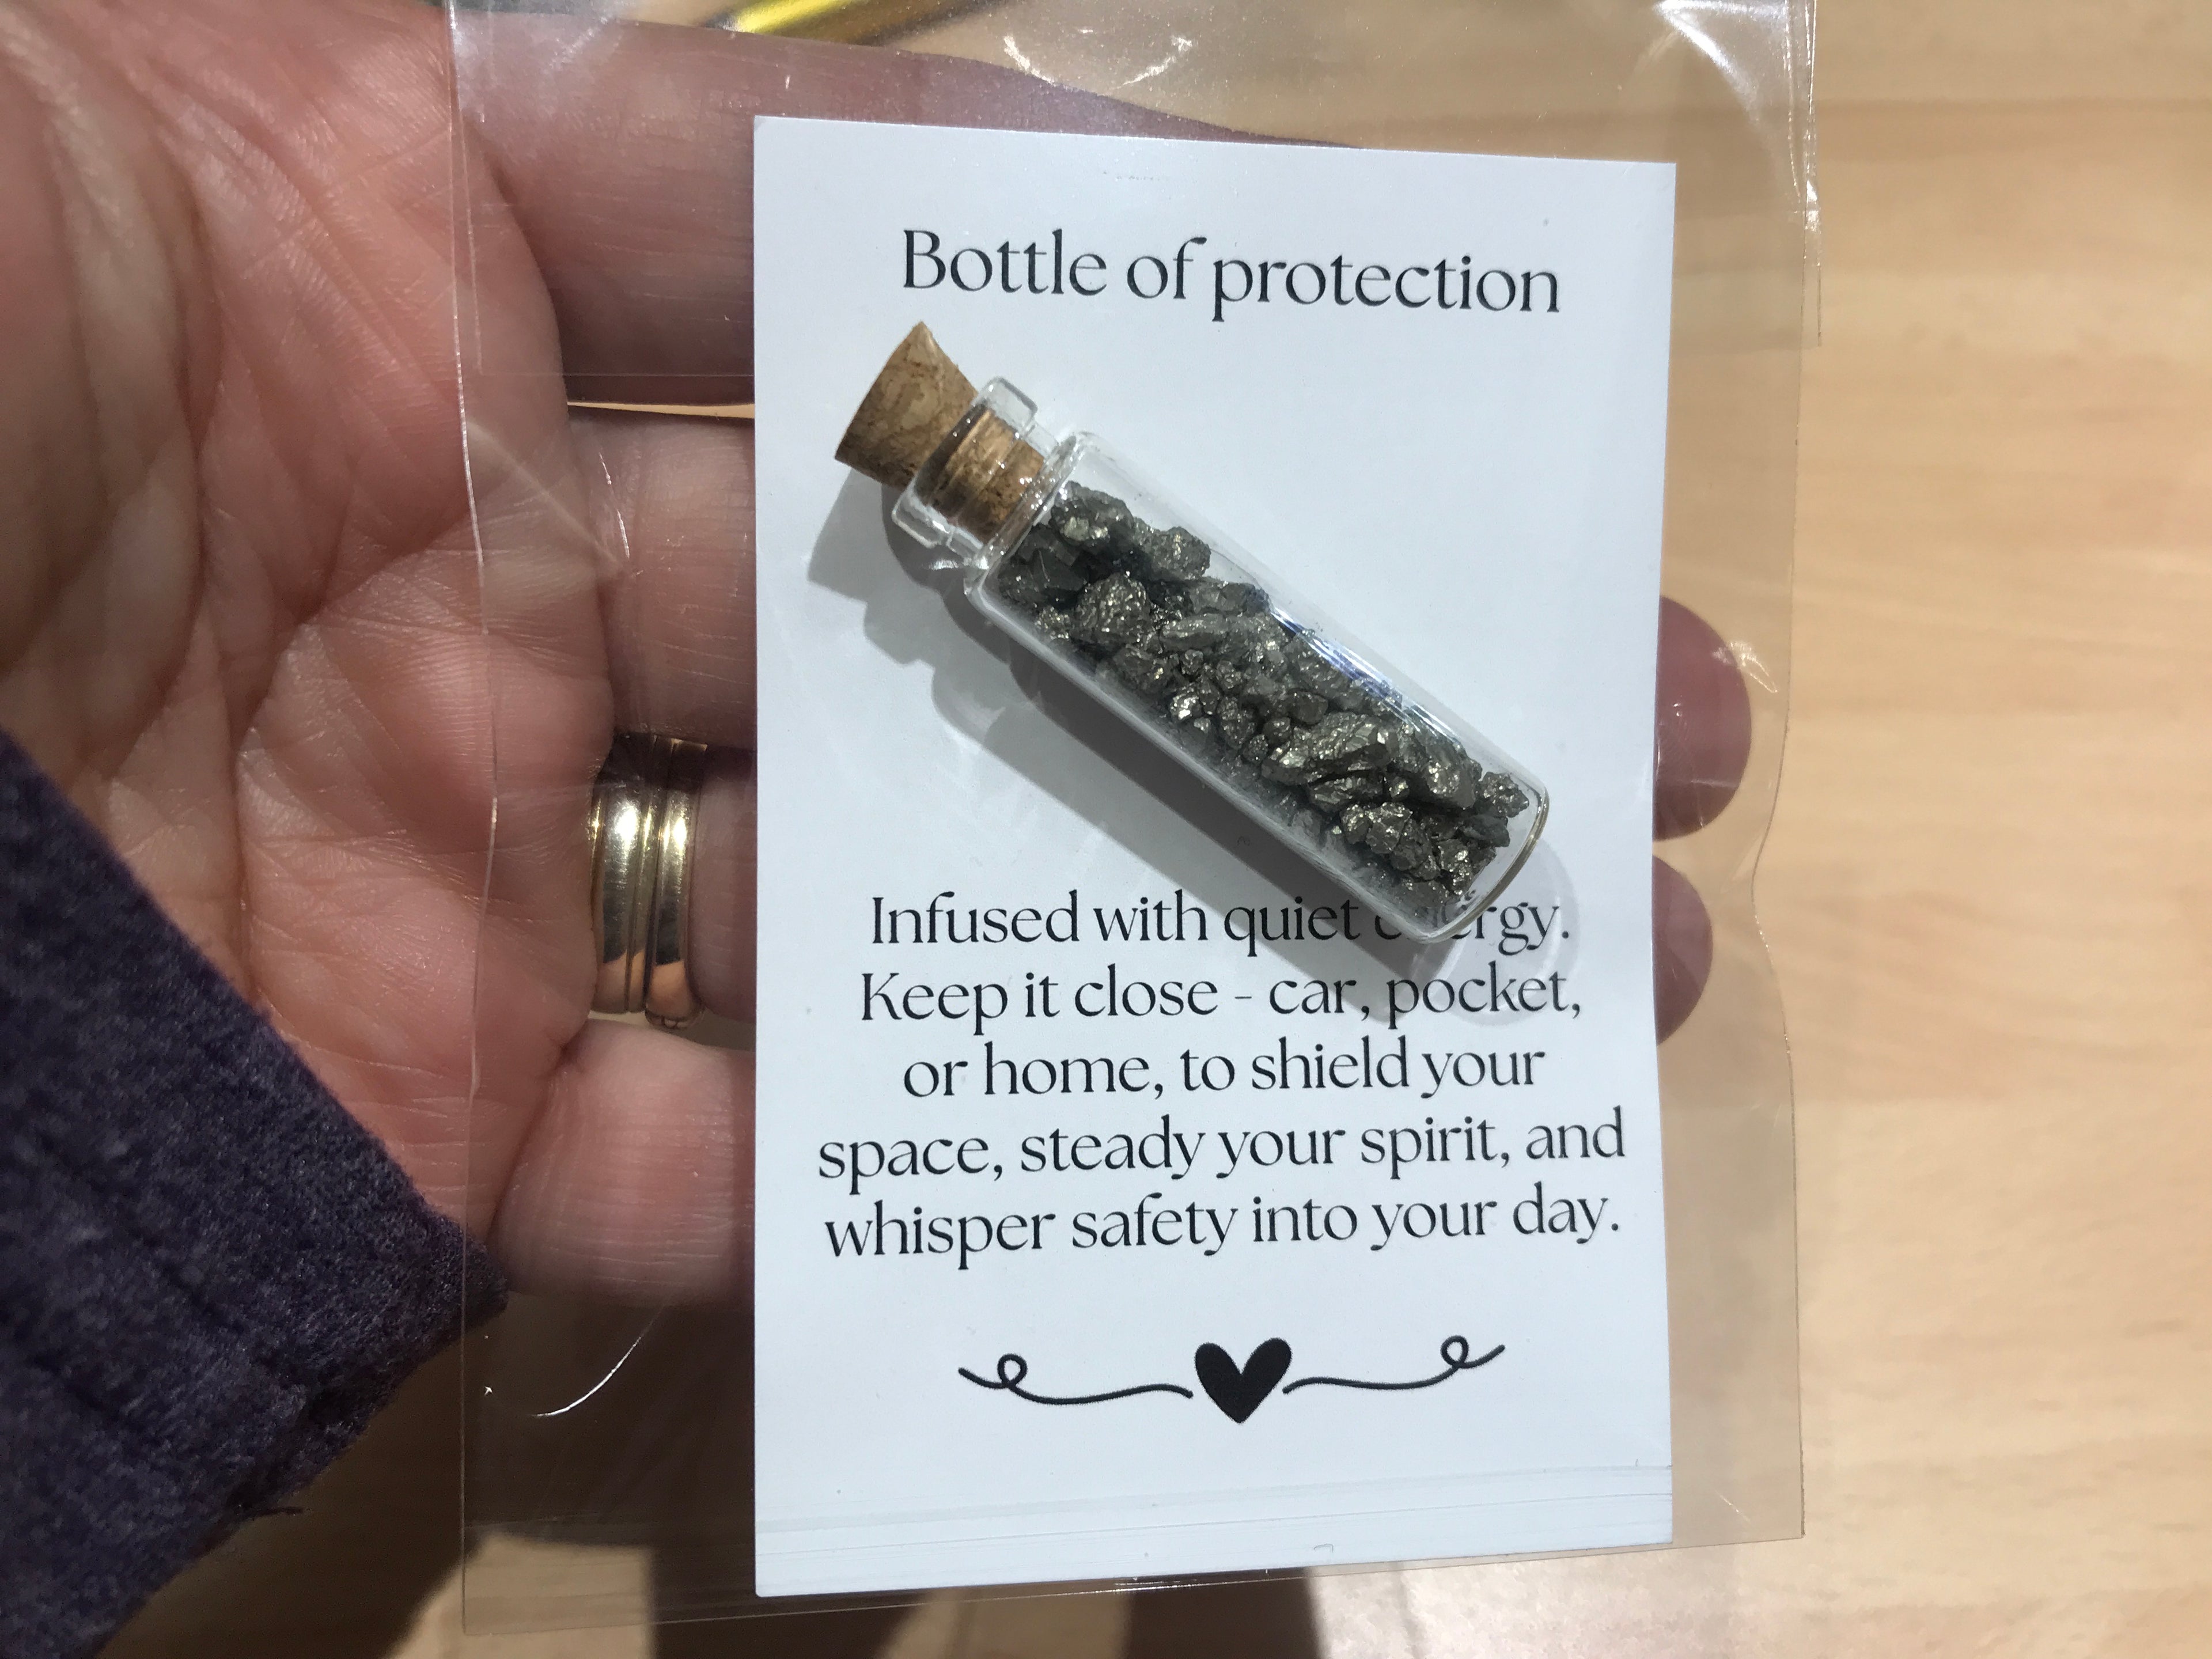 Bottle of protection
Infused with quiet energy.
Keep it close - car, pocket,
or home, to shield your
space, steady your spirit, and
whisper safety into your day.